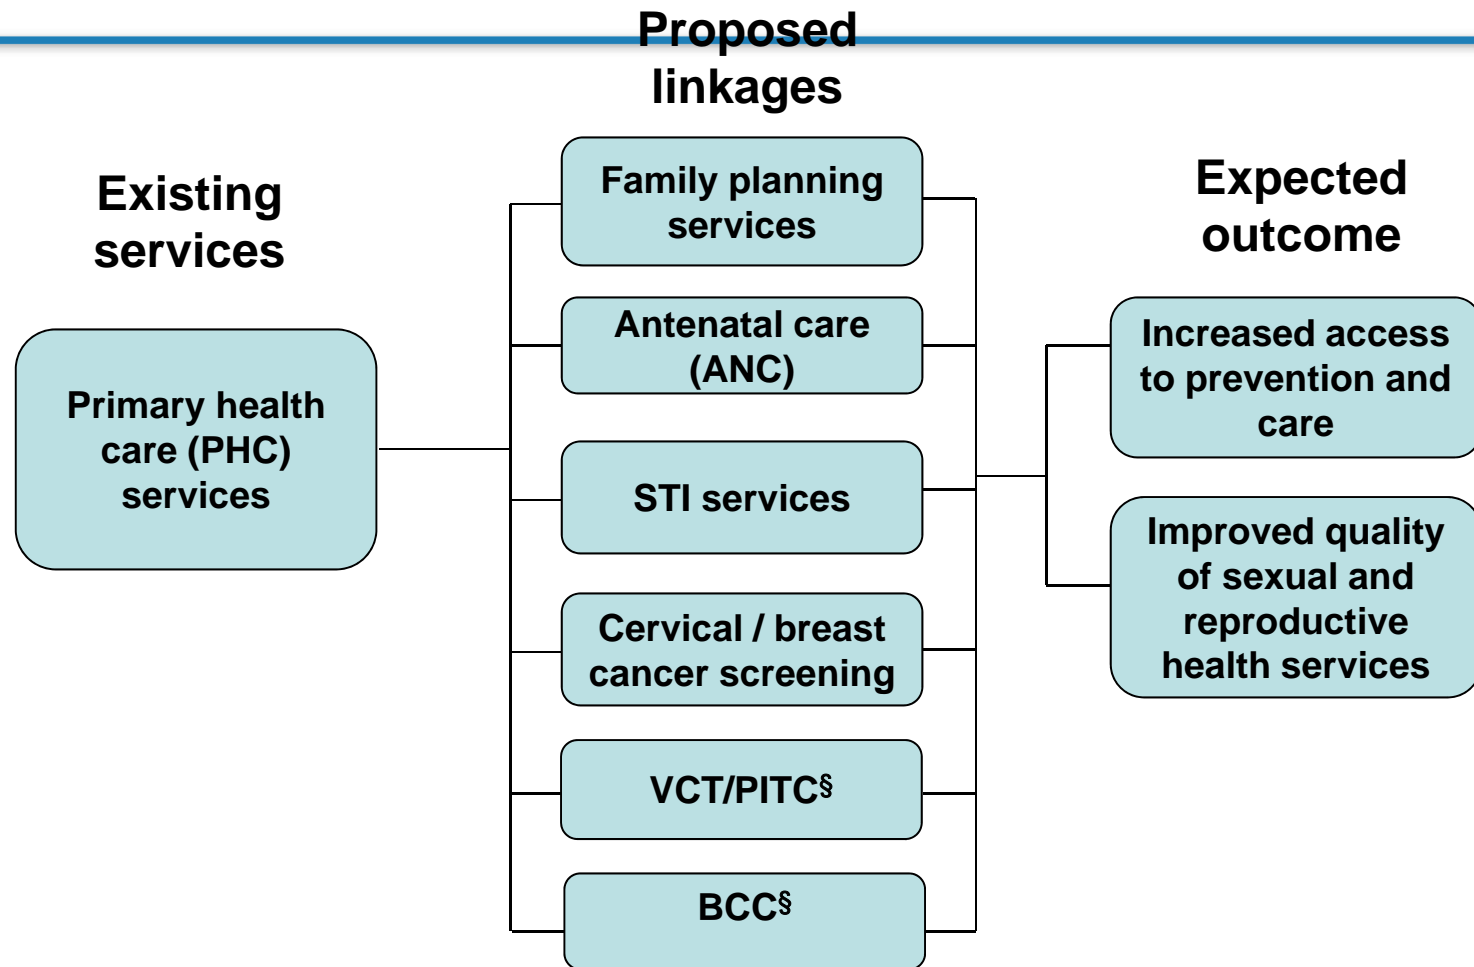 Proposed
linkages
Existing
services
Primary health
care (PHC)
services
Family planning
services
Antenatal care
(ANC)
STI services
Cervical / breast
cancer screening
VCT/PITC§
BCC§
Expected
outcome
Increased access
to prevention and
care
Improved quality
of sexual and
reproductive
health services